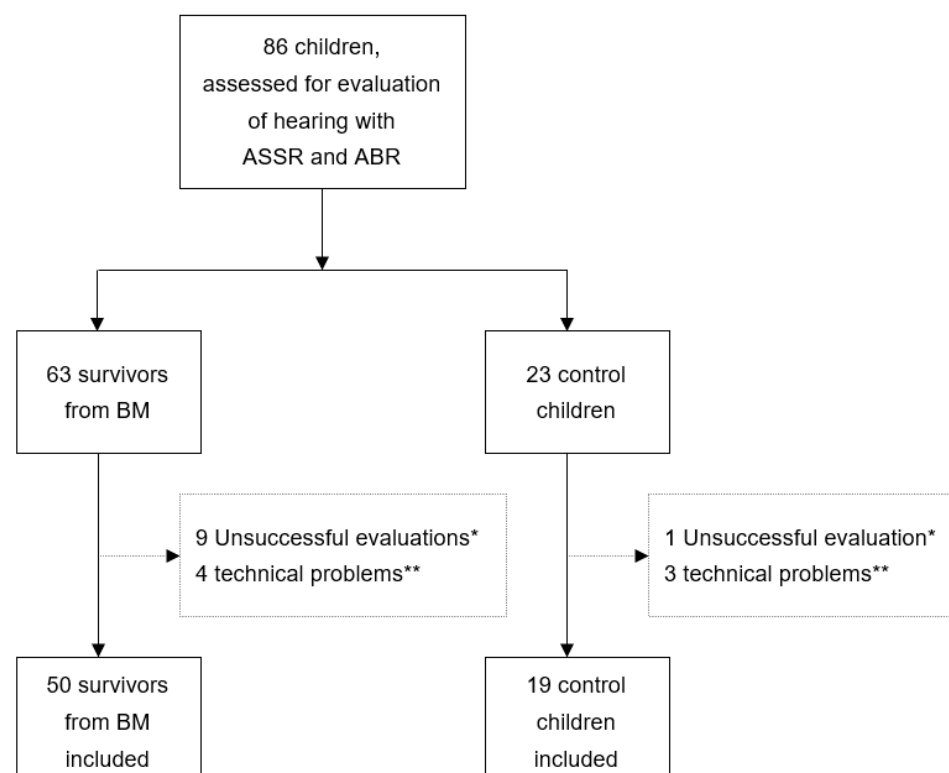 86 children,
assessed for evaluation
of hearing with
ASSR and ABR
63 survivors
from BM
23 control
children
9 Unsuccessful evaluations*
4 technical problems**
1 Unsuccessful evaluation*
3 technical problems**
50 survivors
from BM
included
19 control
children
included